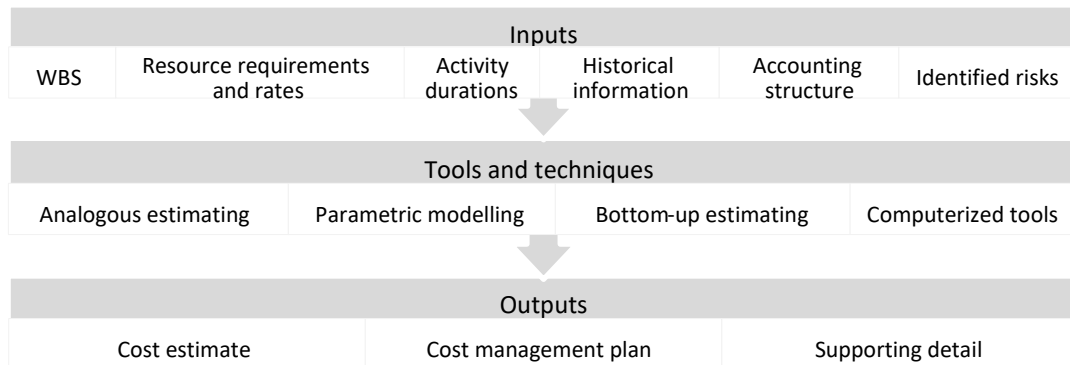 Inputs
WBS
Resource requirements
and rates
Activity
durations
Historical
information
Accounting
structure
Identified risks
Tools and techniques
Analogous estimating
Parametric modelling
Bottom-up estimating
Computerized tools
Outputs
Cost estimate
Cost management plan
Supporting detail